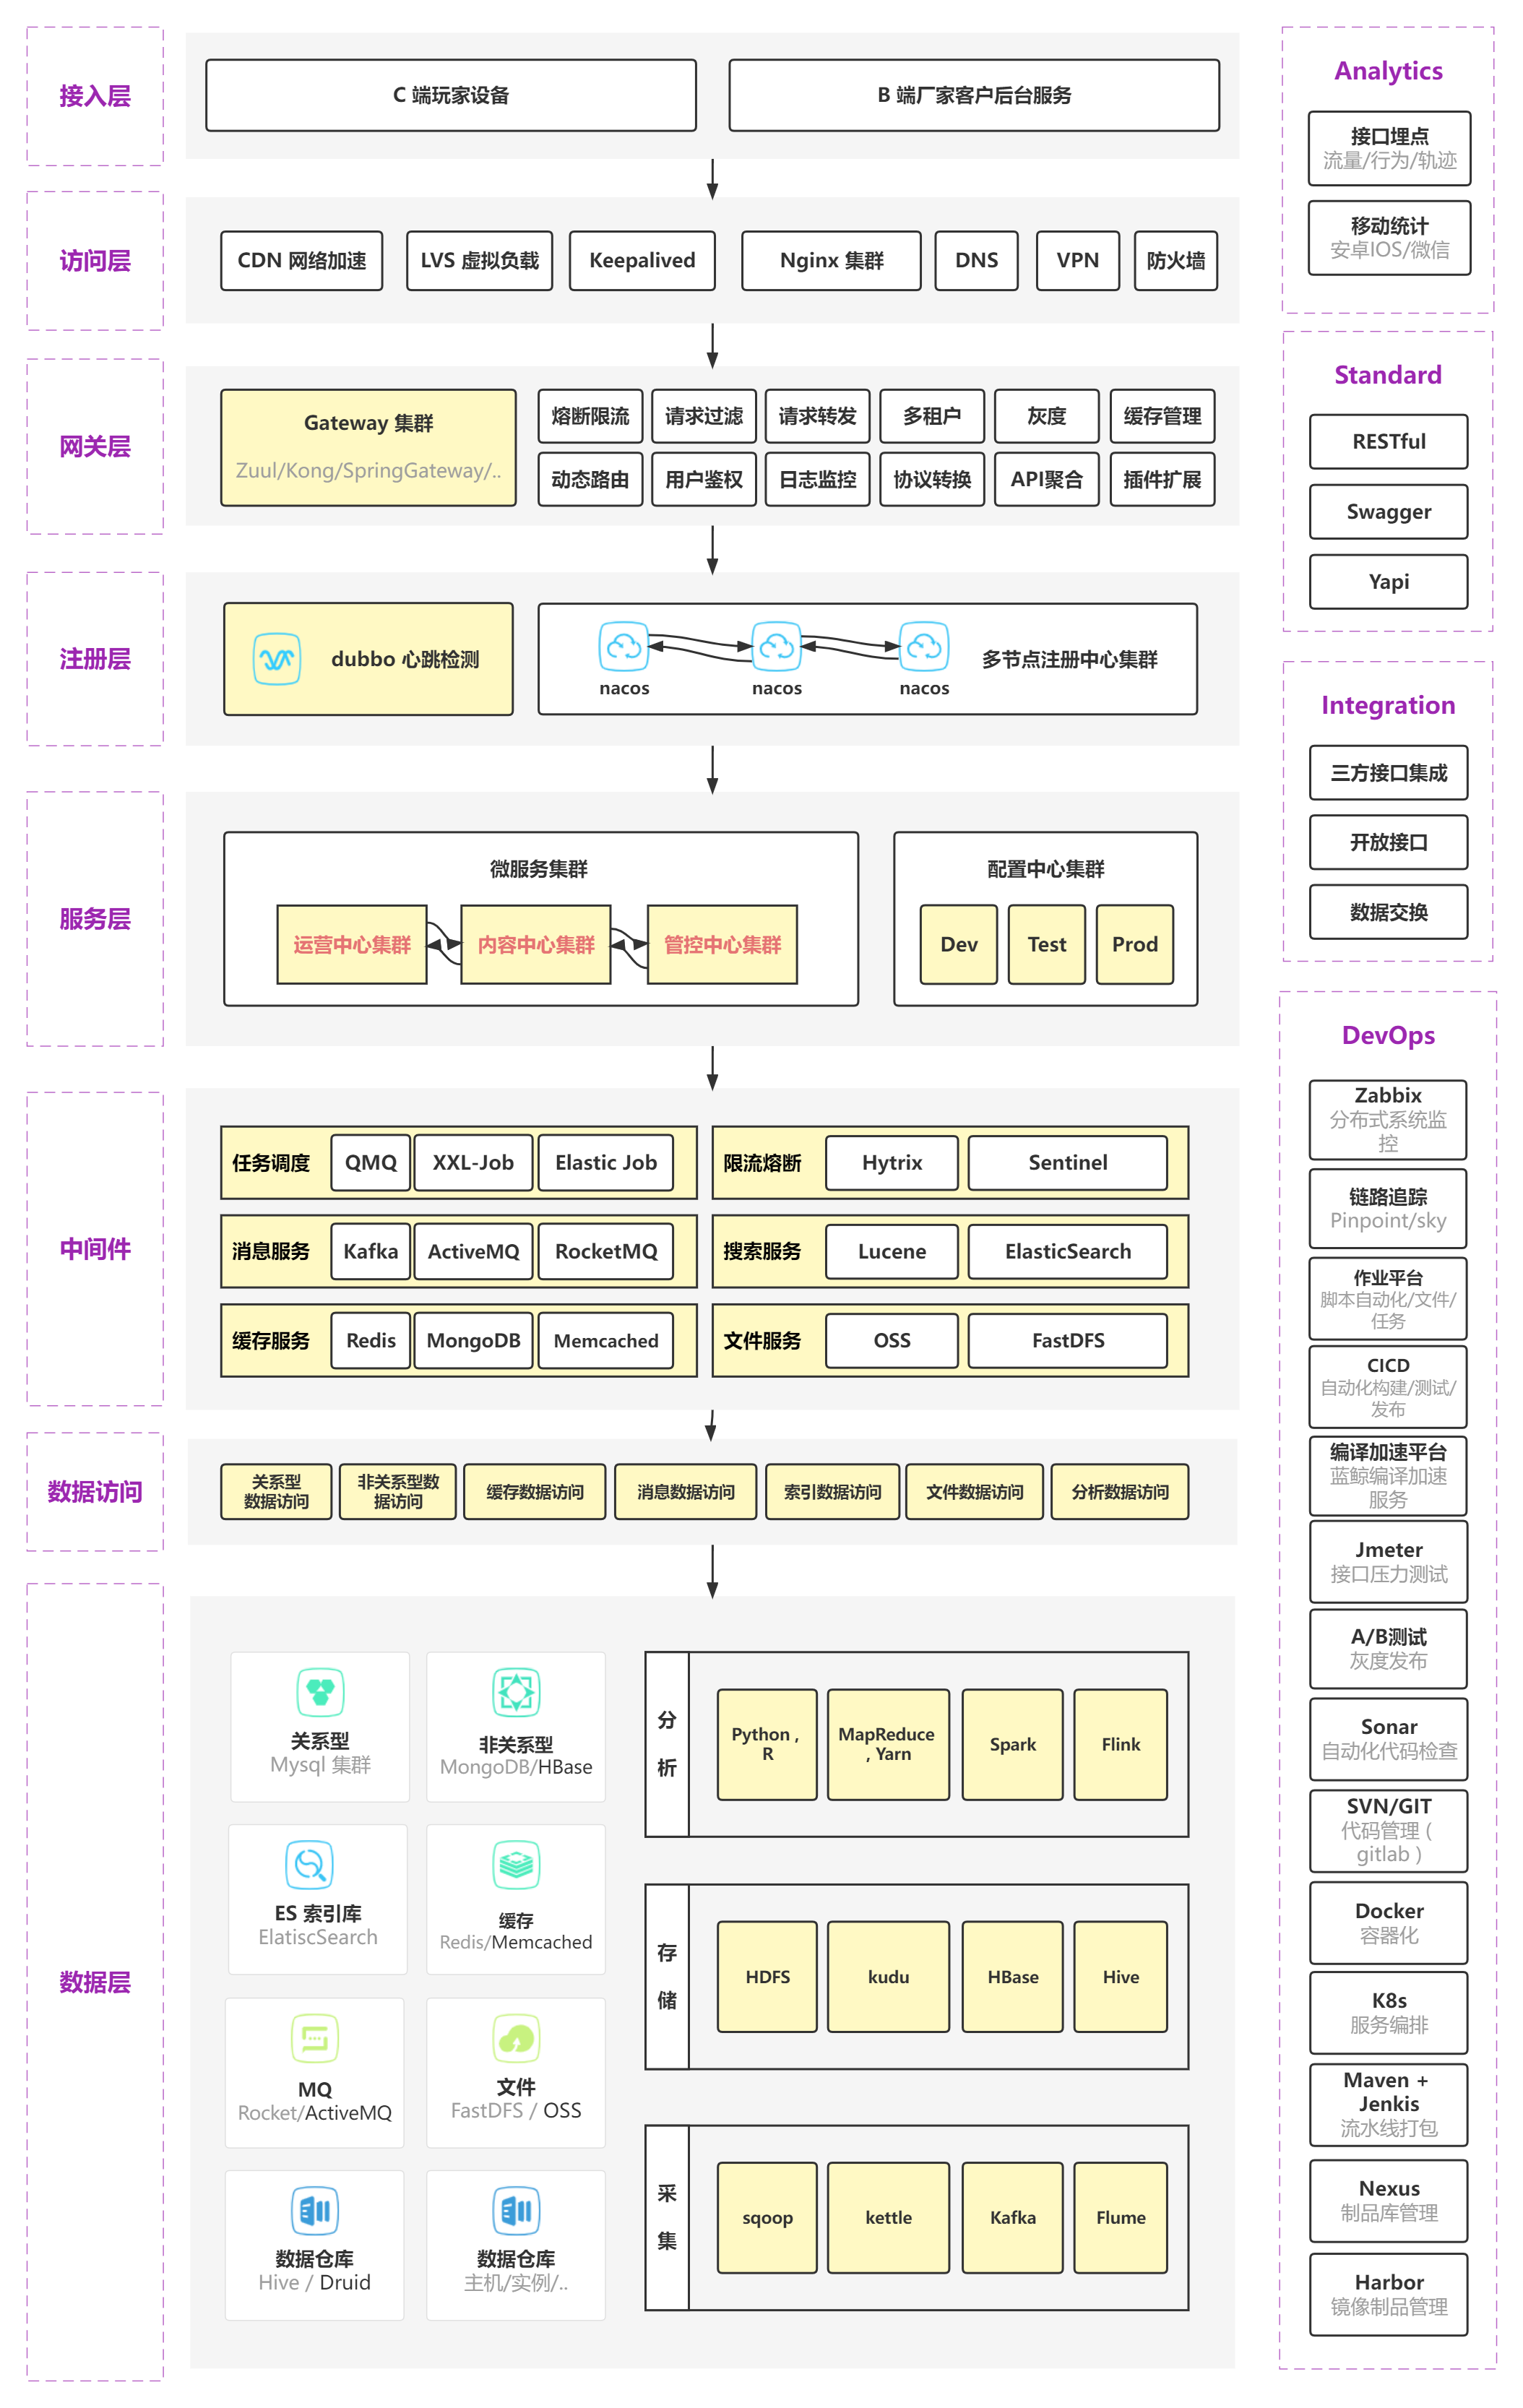 接入层
C 端玩家设备
B 端厂家客户后台服务
访问层
CDN 网络加速
LVS 虚拟负载
Keepalived
Nginx 集群
DNS
VPN
防火墙
网关层
Gateway 集群
Zuul/Kong/SpringGateway/..
熔断限流
请求过滤
请求转发
多租户
灰度
缓存管理
动态路由
用户鉴权
日志监控
协议转换
API聚合
插件扩展
注册层
dubbo 心跳检测
nacos
nacos
nacos
多节点注册中心集群
服务层
微服务集群
运营中心集群
内容中心集群
管控中心集群
配置中心集群
Dev
Test
Prod
中间件
任务调度
QMQ
XXL-Job
Elastic Job
限流熔断
Hytrix
Sentinel
消息服务
Kafka
ActiveMQ
RocketMQ
搜索服务
Lucene
ElasticSearch
缓存服务
Redis
MongoDB
Memcached
文件服务
OSS
FastDFS
数据访问
关系型
数据访问
非关系型数
据访问
缓存数据访问
消息数据访问
索引数据访问
文件数据访问
分析数据访问
数据层
关系型
Mysql 集群
非关系型
MongoDB/HBase
ES 索引库
ElatiscSearch
缓存
Redis/Memcached
MQ
Rocket/ActiveMQ
文件
FastDFS / OSS
数据仓库
Hive / Druid
数据仓库
主机/实例/..
分
析
Python ,
R
MapReduce
, Yarn
Spark
Flink
存
储
HDFS
kudu
HBase
Hive
采
集
sqoop
kettle
Kafka
Flume
Analytics
接口埋点
流量/行为/轨迹
移动统计
安卓IOS/微信
Standard
RESTful
Swagger
Yapi
Integration
三方接口集成
开放接口
数据交换
DevOps
Zabbix
分布式系统监
控
链路追踪
Pinpoint/sky
作业平台
脚本自动化/文件/
任务
CICD
自动化构建/测试/
发布
编译加速平台
蓝鲸编译加速
服务
Jmeter
接口压力测试
A/B测试
灰度发布
Sonar
自动化代码检查
SVN/GIT
代码管理 (
gitlab )
Docker
容器化
K8s
服务编排
Maven +
Jenkis
流水线打包
Nexus
制品库管理
Harbor
镜像制品管理